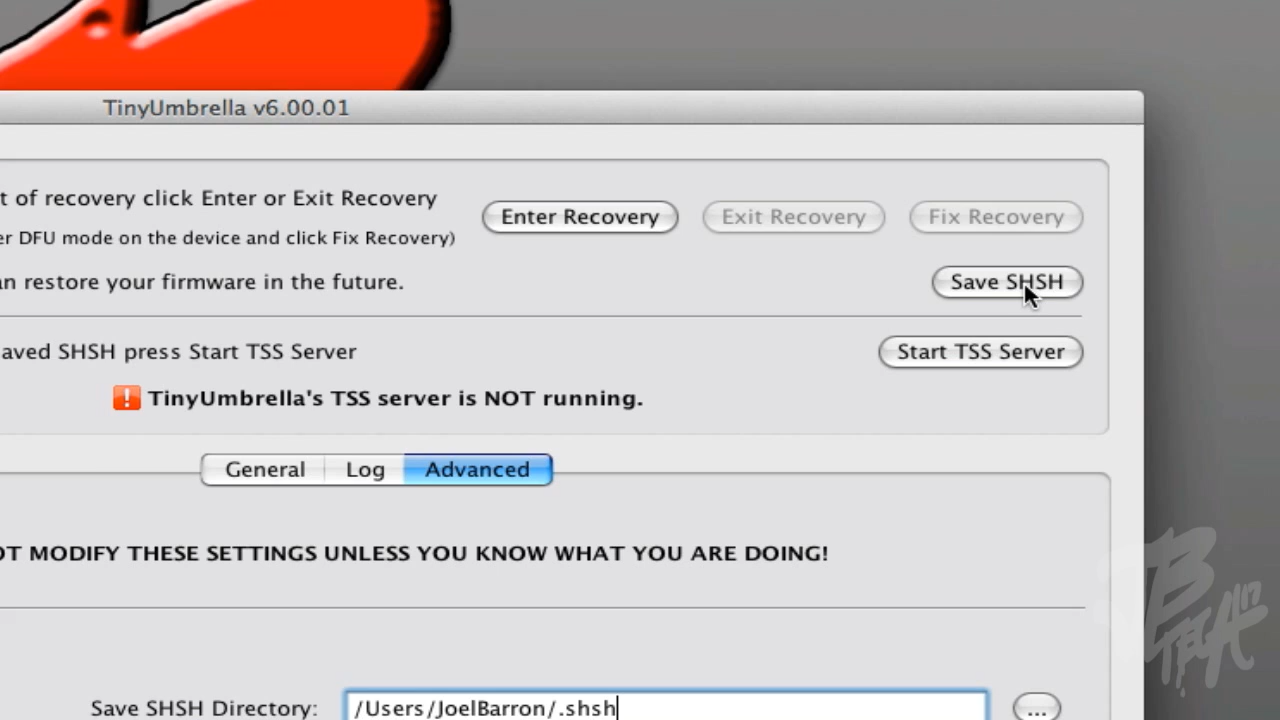 TinyUmbrella v6.00.01
t of recovery click Enter or Exit Recovery
Enter Recovery
Exit Recovery
Fix Recovery
er DFU mode on the device and click Fix Recovery)
an restore your firmware in the future.
Save SHSH
aved SHSH press Start TSS Server
Start TSS Server
TinyUmbrella's TSS server is NOT running.
General
Log
Advanced
OT MODIFY THESE SETTINGS UNLESS YOU KNOW WHAT YOU ARE DOING!
Save SHSH Directory:
/Users/JoelBarron/.shsh
...